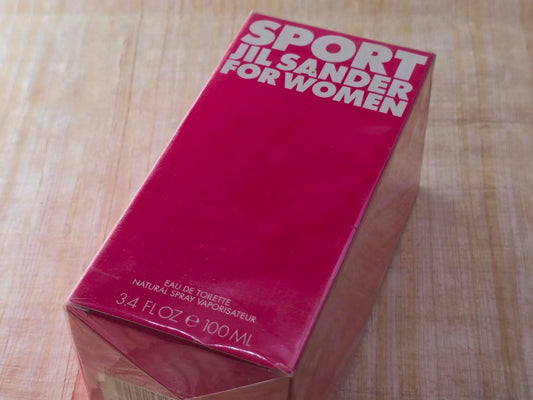 SPORT
JIL SANDER
FOR WOMEN
EAU DE TOILETTE
NATURAL SPRAY VAPORISATEUR
3.4 FL OZ ℮ 100 ML